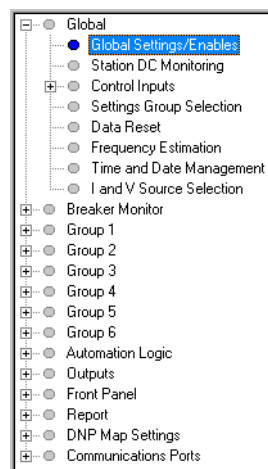 Global
Global Settings/Enables
Station DC Monitoring
Control Inputs
Settings Group Selection
Data Reset
Frequency Estimation
Time and Date Management
I and V Source Selection
Breaker Monitor
Group 1
Group 2
Group 3
Group 4
Group 5
Group 6
Automation Logic
Outputs
Front Panel
Report
DNP Map Settings
Communications Ports